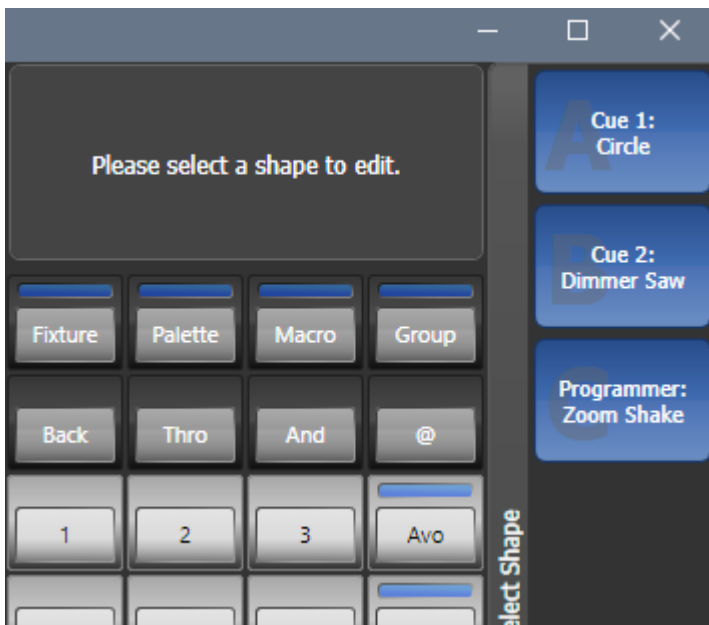 Please select a shape to edit.
A
Cue 1:
Circle
B
Cue 2:
Dimmer Saw
C
Programmer:
Zoom Shake
Fixture Palette Macro Group
Back Thro And @
1 2 3 Avo
Shape